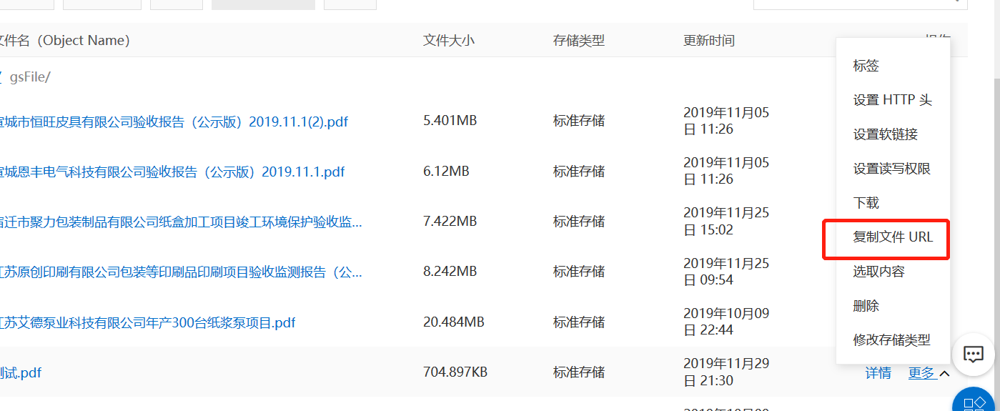 文件名（Object Name） 文件大小 存储类型 更新时间
gsFile/
宣城市恒旺皮具有限公司验收报告（公示版）2019.11.1(2).pdf 5.401MB 标准存储 2019年11月05
日 11:26
宣城恩丰电气科技有限公司验收报告（公示版）2019.11.1.pdf 6.12MB 标准存储 2019年11月05
日 11:26
宿迁市聚力包装制品有限公司纸盒加工项目竣工环境保护验收监... 7.422MB 标准存储 2019年11月25
日 15:02
江苏原创印刷有限公司包装等印刷品印刷项目验收监测报告（公... 8.242MB 标准存储 2019年11月25
日 09:54
江苏艾德泵业科技有限公司年产300台纸浆泵项目.pdf 20.484MB 标准存储 2019年10月09
日 22:44
测试.pdf 704.897KB 标准存储 2019年11月29
日 21:30
详情 更多
标签
设置 HTTP 头
设置软链接
设置读写权限
下载
复制文件 URL
选取内容
删除
修改存储类型